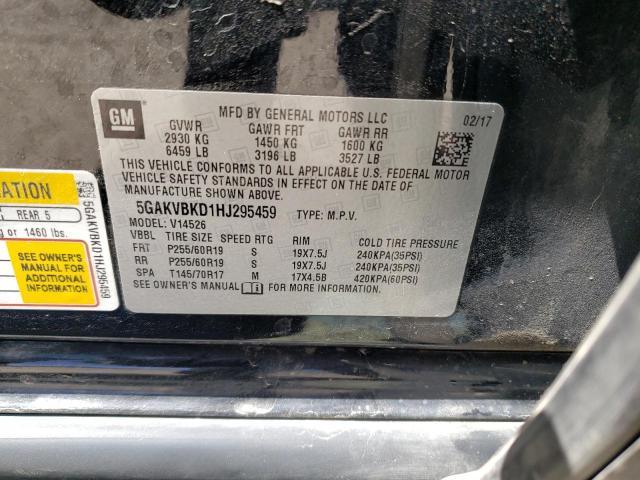 GM
MFD BY GENERAL MOTORS LLC
02/17
GVWR GAWR FRT GAWR RR
2930 KG 1450 KG 1600 KG
6459 LB 3196 LB 3527 LB
THIS VEHICLE CONFORMS TO ALL APPLICABLE U.S. FEDERAL MOTOR
VEHICLE SAFETY STANDARDS IN EFFECT ON THE DATE OF
MANUFACTURE SHOWN ABOVE.
5GAKVBKD1HJ295459 TYPE: M.P.V.
MODEL: V14526
VBBL TIRE SIZE SPEED RTG RIM COLD TIRE PRESSURE
FRT P255/60R19 S 19X7.5J 240KPA(35PSI)
RR P255/60R19 S 19X7.5J 240KPA(35PSI)
SPA T145/70R17 M 17X4.5B 420KPA(60PSI)
SEE OWNER'S MANUAL FOR MORE INFORMATION.
REAR 5
or 1460 lbs.
SEE OWNER'S
MANUAL FOR
ADDITIONAL
INFORMATION
5GAKVBKD1HJ295459